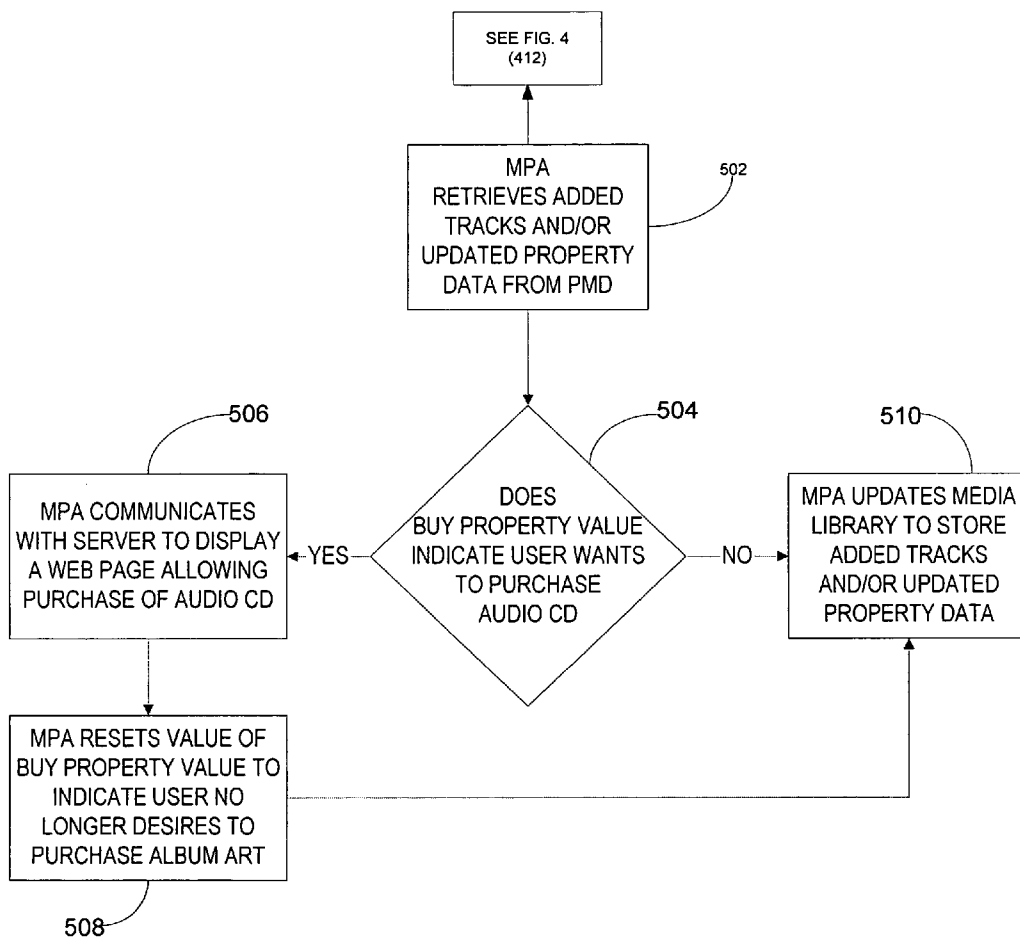 SEE FIG. 4
(412)
MPA
RETRIEVES ADDED
TRACKS AND/OR
UPDATED PROPERTY
DATA FROM PMD
502
504
DOES
BUY PROPERTY VALUE
INDICATE USER WANTS
TO PURCHASE
AUDIO CD
YES
NO
506
MPA COMMUNICATES
WITH SERVER TO DISPLAY
A WEB PAGE ALLOWING
PURCHASE OF AUDIO CD
510
MPA UPDATES MEDIA
LIBRARY TO STORE
ADDED TRACKS
AND/OR UPDATED
PROPERTY DATA
MPA RESETS VALUE OF
BUY PROPERTY VALUE TO
INDICATE USER NO
LONGER DESIRES TO
PURCHASE ALBUM ART
508